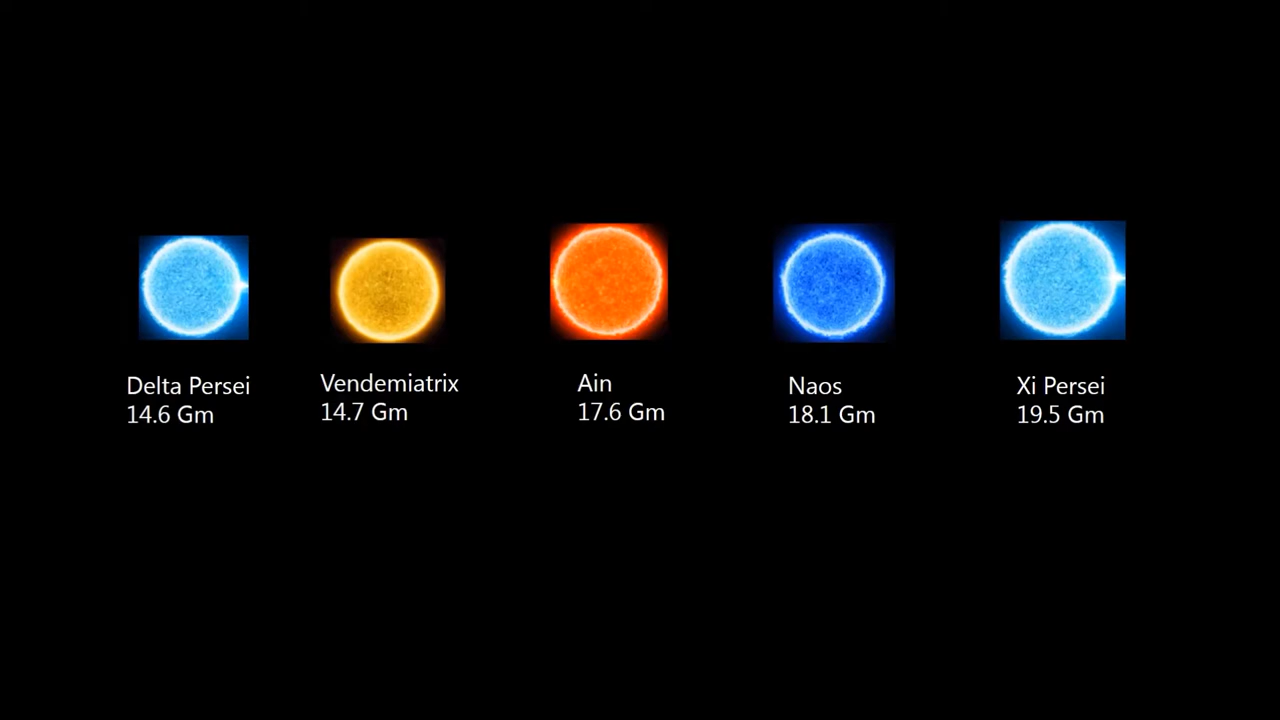 Delta Persei
14.6 Gm
Vendemiatrix
14.7 Gm
Ain
17.6 Gm
Naos
18.1 Gm
Xi Persei
19.5 Gm